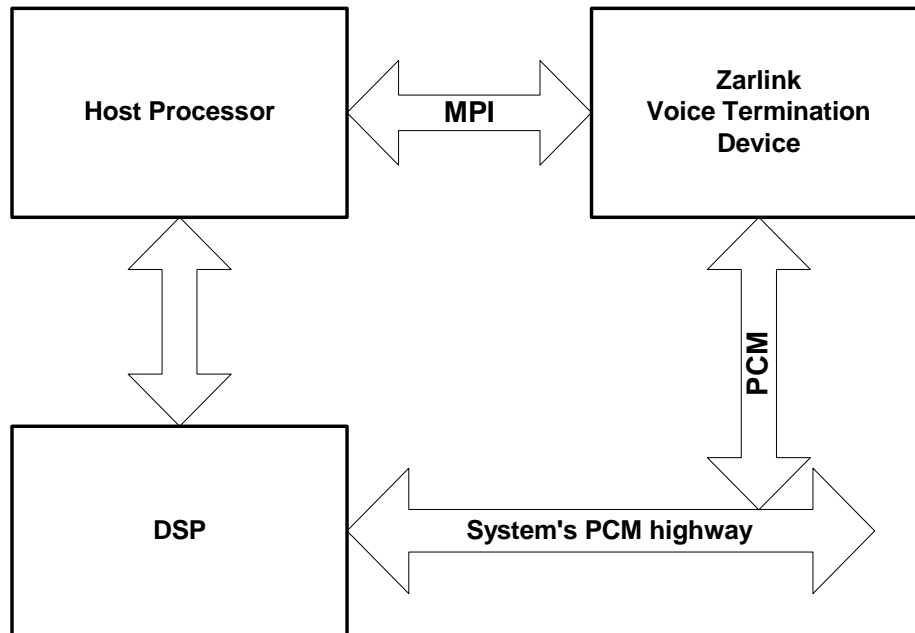 Host Processor
MPI
Zarlink
Voice Termination
Device
PCM
DSP
System's PCM highway